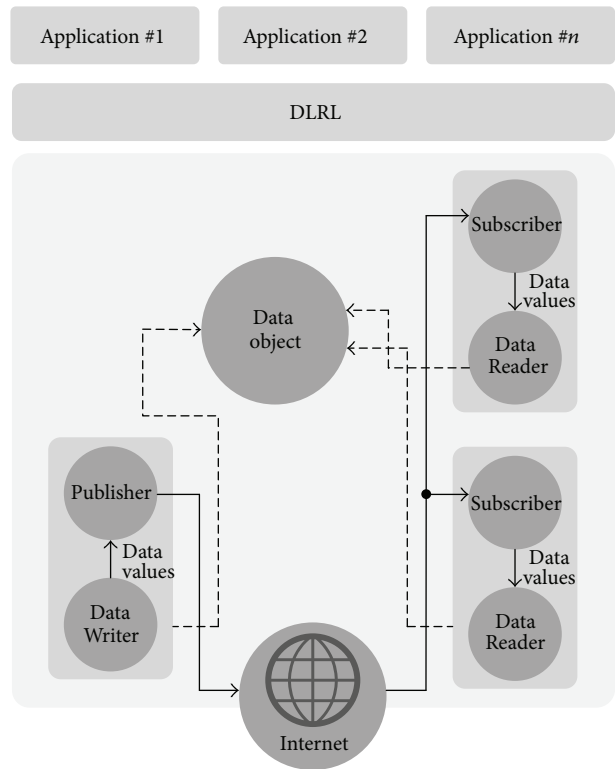 Application #1
Application #2
Application #n
DLRL
Subscriber
Data
values
Data
Reader
Data
object
Publisher
Data
values
Data
Writer
Subscriber
Data
values
Data
Reader
Internet